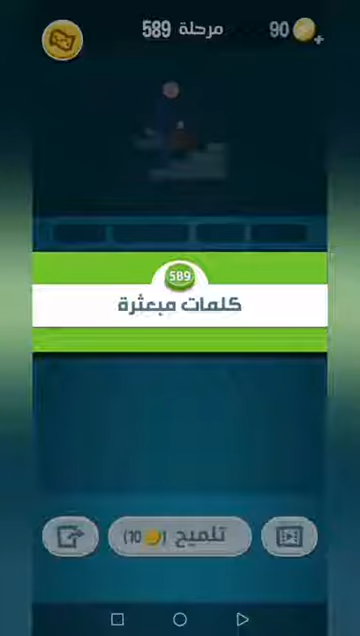 مرحلة 589
90
589
كلمات مبعثرة
تلميح (10)